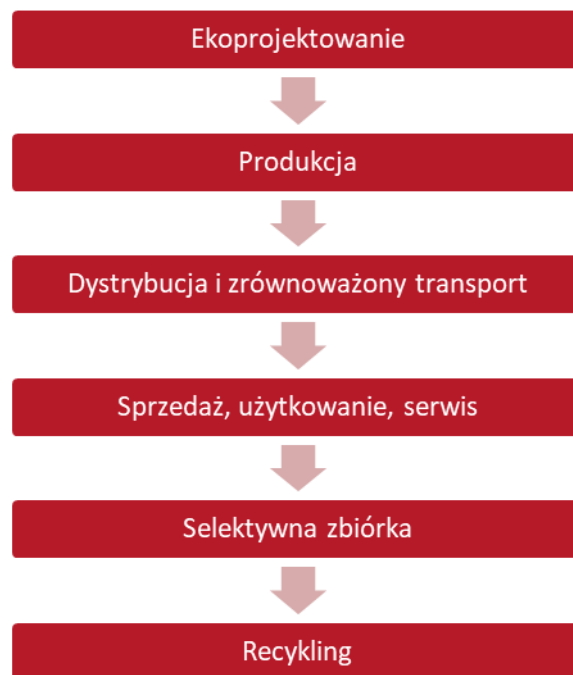 Ekoprojektowanie
Produkcja
Dystrybucja i zrównoważony transport
Sprzedaż, użytkowanie, serwis
Selektywna zbiórka
Recykling